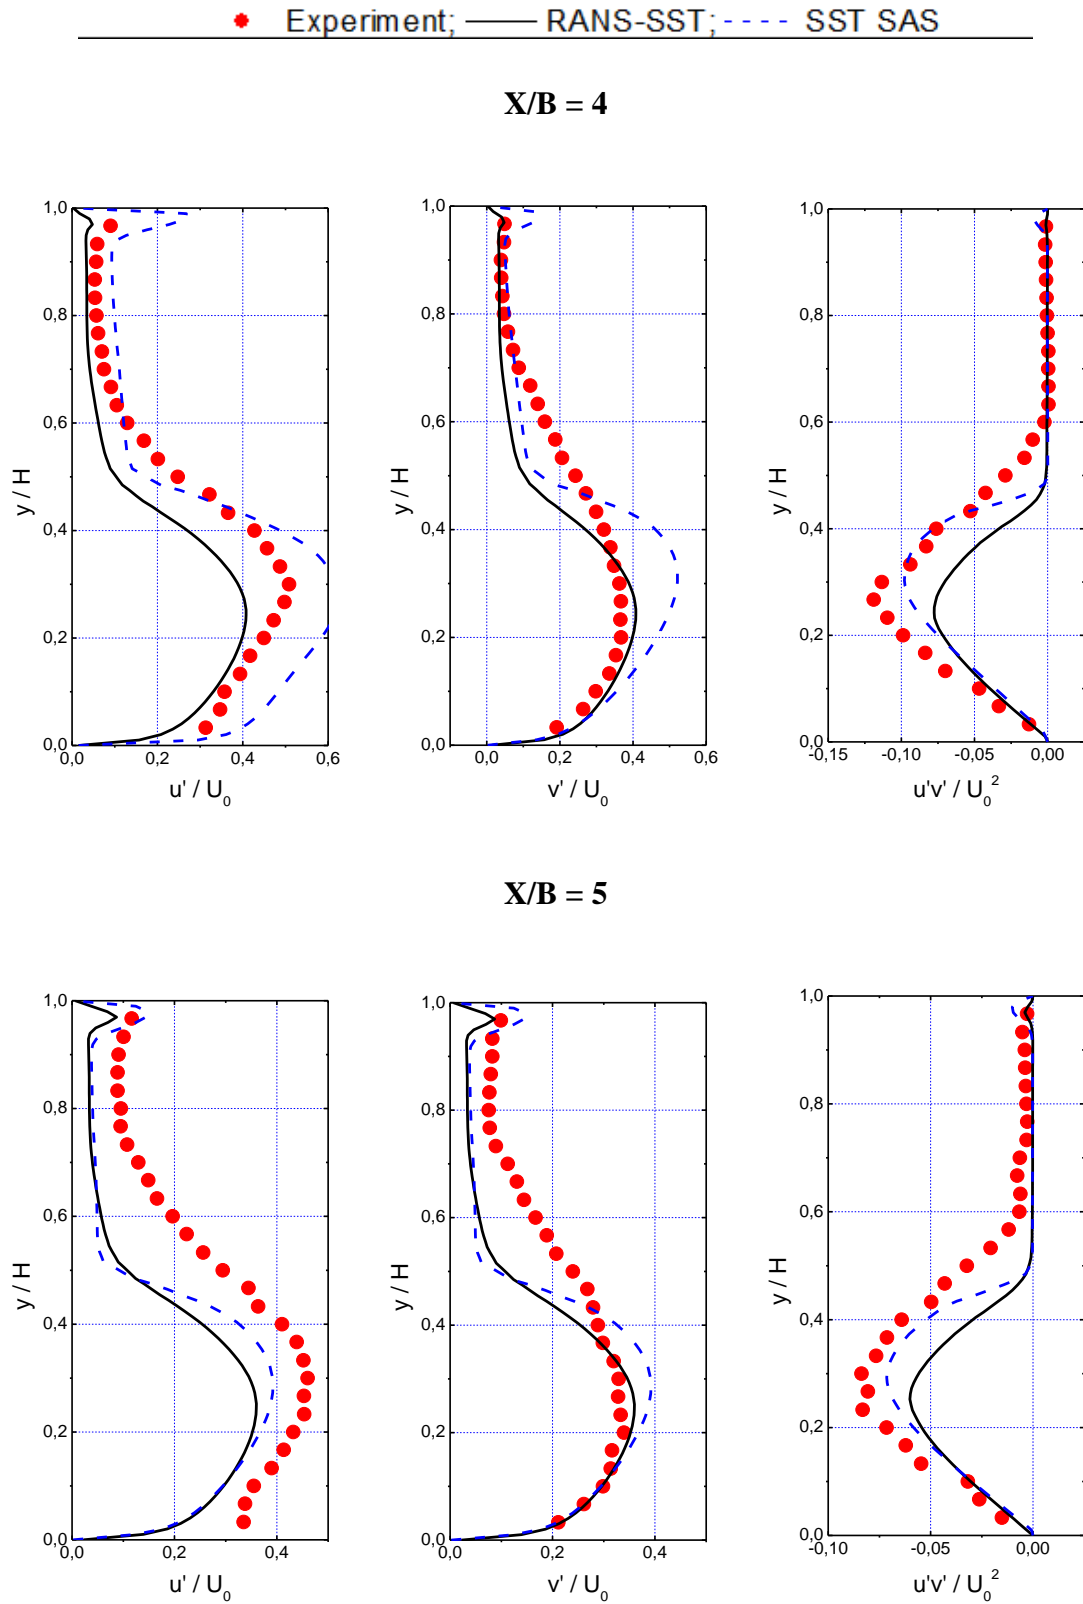 Experiment; RANS-SST; SST SAS
X/B = 4
1,0 1,0 1,0
0,8 0,8 0,8
0,6 0,6 0,6
y / H y / H y / H
0,4 0,4 0,4
0,2 0,2 0,2
0,0 0,0 0,0
0,0 0,2 0,4 0,6 0,0 0,2 0,4 0,6 -0,15 -0,10 -0,05 0,00
u' / U0 v' / U0 u'v' / U0^2
X/B = 5
1,0 1,0 1,0
0,8 0,8 0,8
0,6 0,6 0,6
y / H y / H y / H
0,4 0,4 0,4
0,2 0,2 0,2
0,0 0,0 0,0
0,0 0,2 0,4 0,0 0,2 0,4 -0,10 -0,05 0,00
u' / U0 v' / U0 u'v' / U0^2